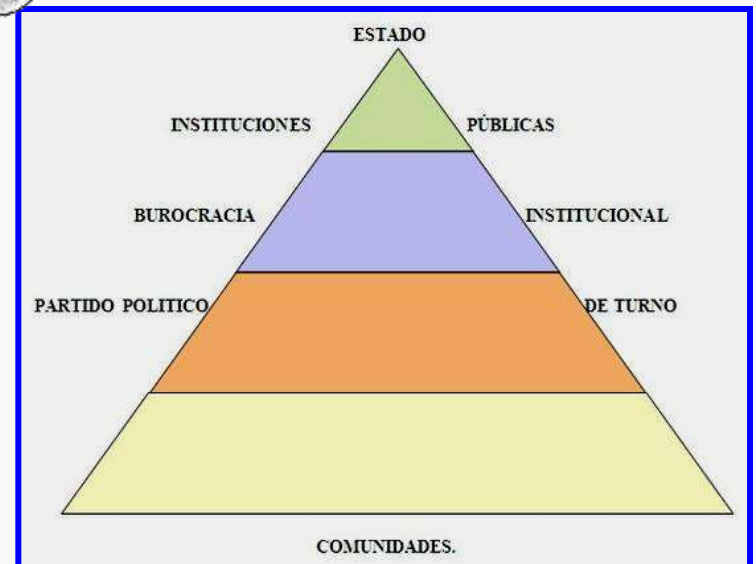 ESTADO
INSTITUCIONES PÚBLICAS
BUROCRACIA INSTITUCIONAL
PARTIDO POLITICO DE TURNO
COMUNIDADES.